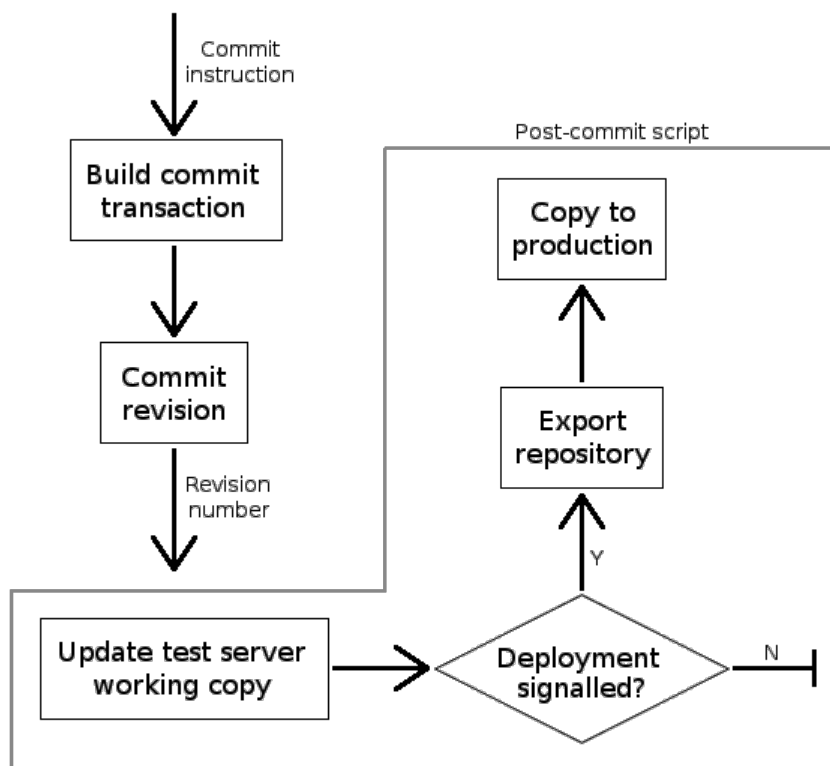 Commit
instruction
Build commit
transaction
Commit
revision
Revision
number
Post-commit script
Copy to
production
Export
repository
Y
Update test server
working copy
Deployment
signalled?
N